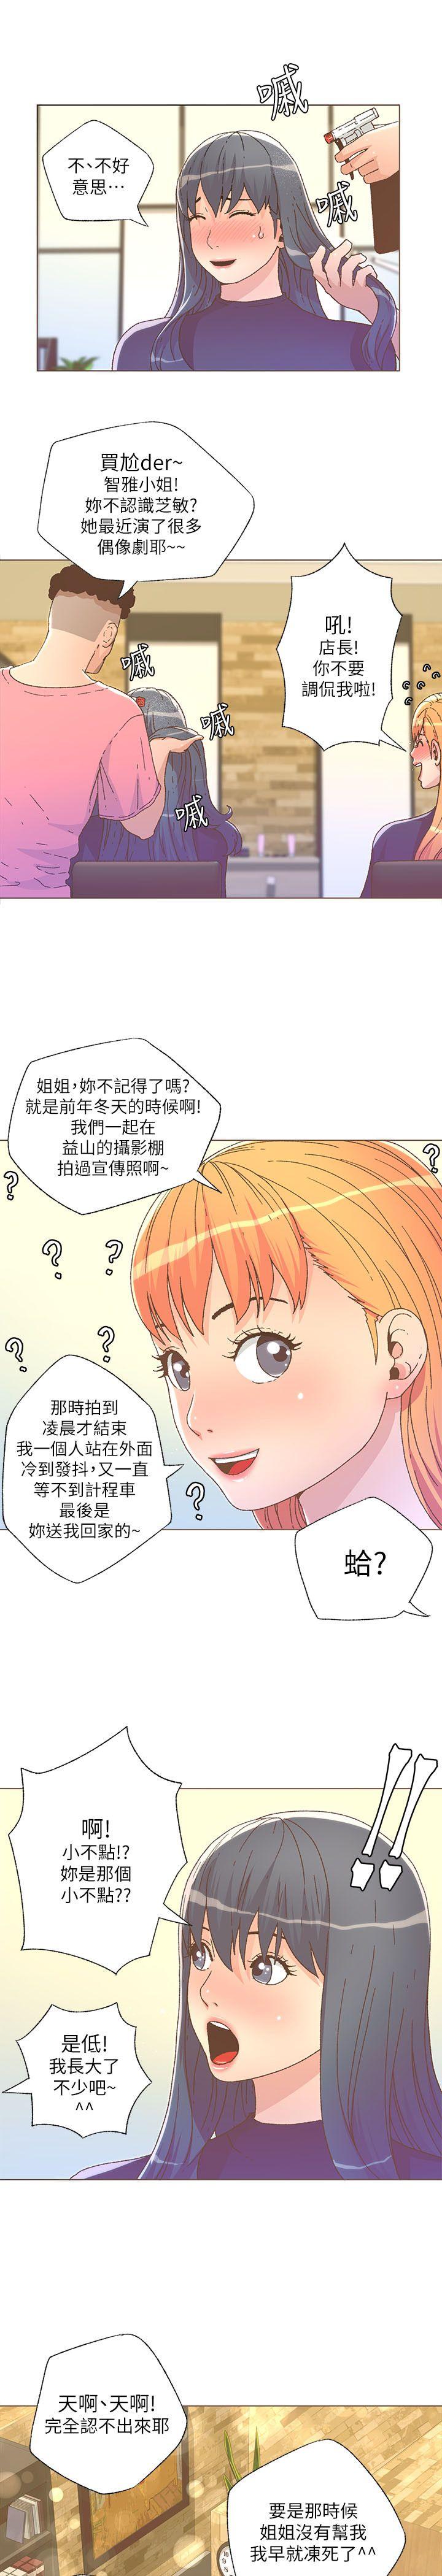 嘁
不、不好
意思…
嘁
買尬der~
智雅小姐!
妳不認識芝敏?
她最近演了很多
偶像劇耶~~
吼!
店長!
你不要
調侃我啦!
嘁
嘁
嘁
姐姐，妳不記得了嗎?
就是前年冬天的時候啊!
我們一起在
益山的攝影棚
拍過宣傳照啊~
?
?
?
?
?
?
那時拍到
凌晨才結束
我一個人站在外面
冷到發抖，又一直
等不到計程車
最後是
妳送我回家的~
?
蛤?
!!
啊!
小不點!?
妳是那個
小不點??
是低!
我長大了
不少吧~
^^
天啊、天啊!
完全認不出來耶
要是那時候
姐姐沒有幫我
我早就凍死了^^